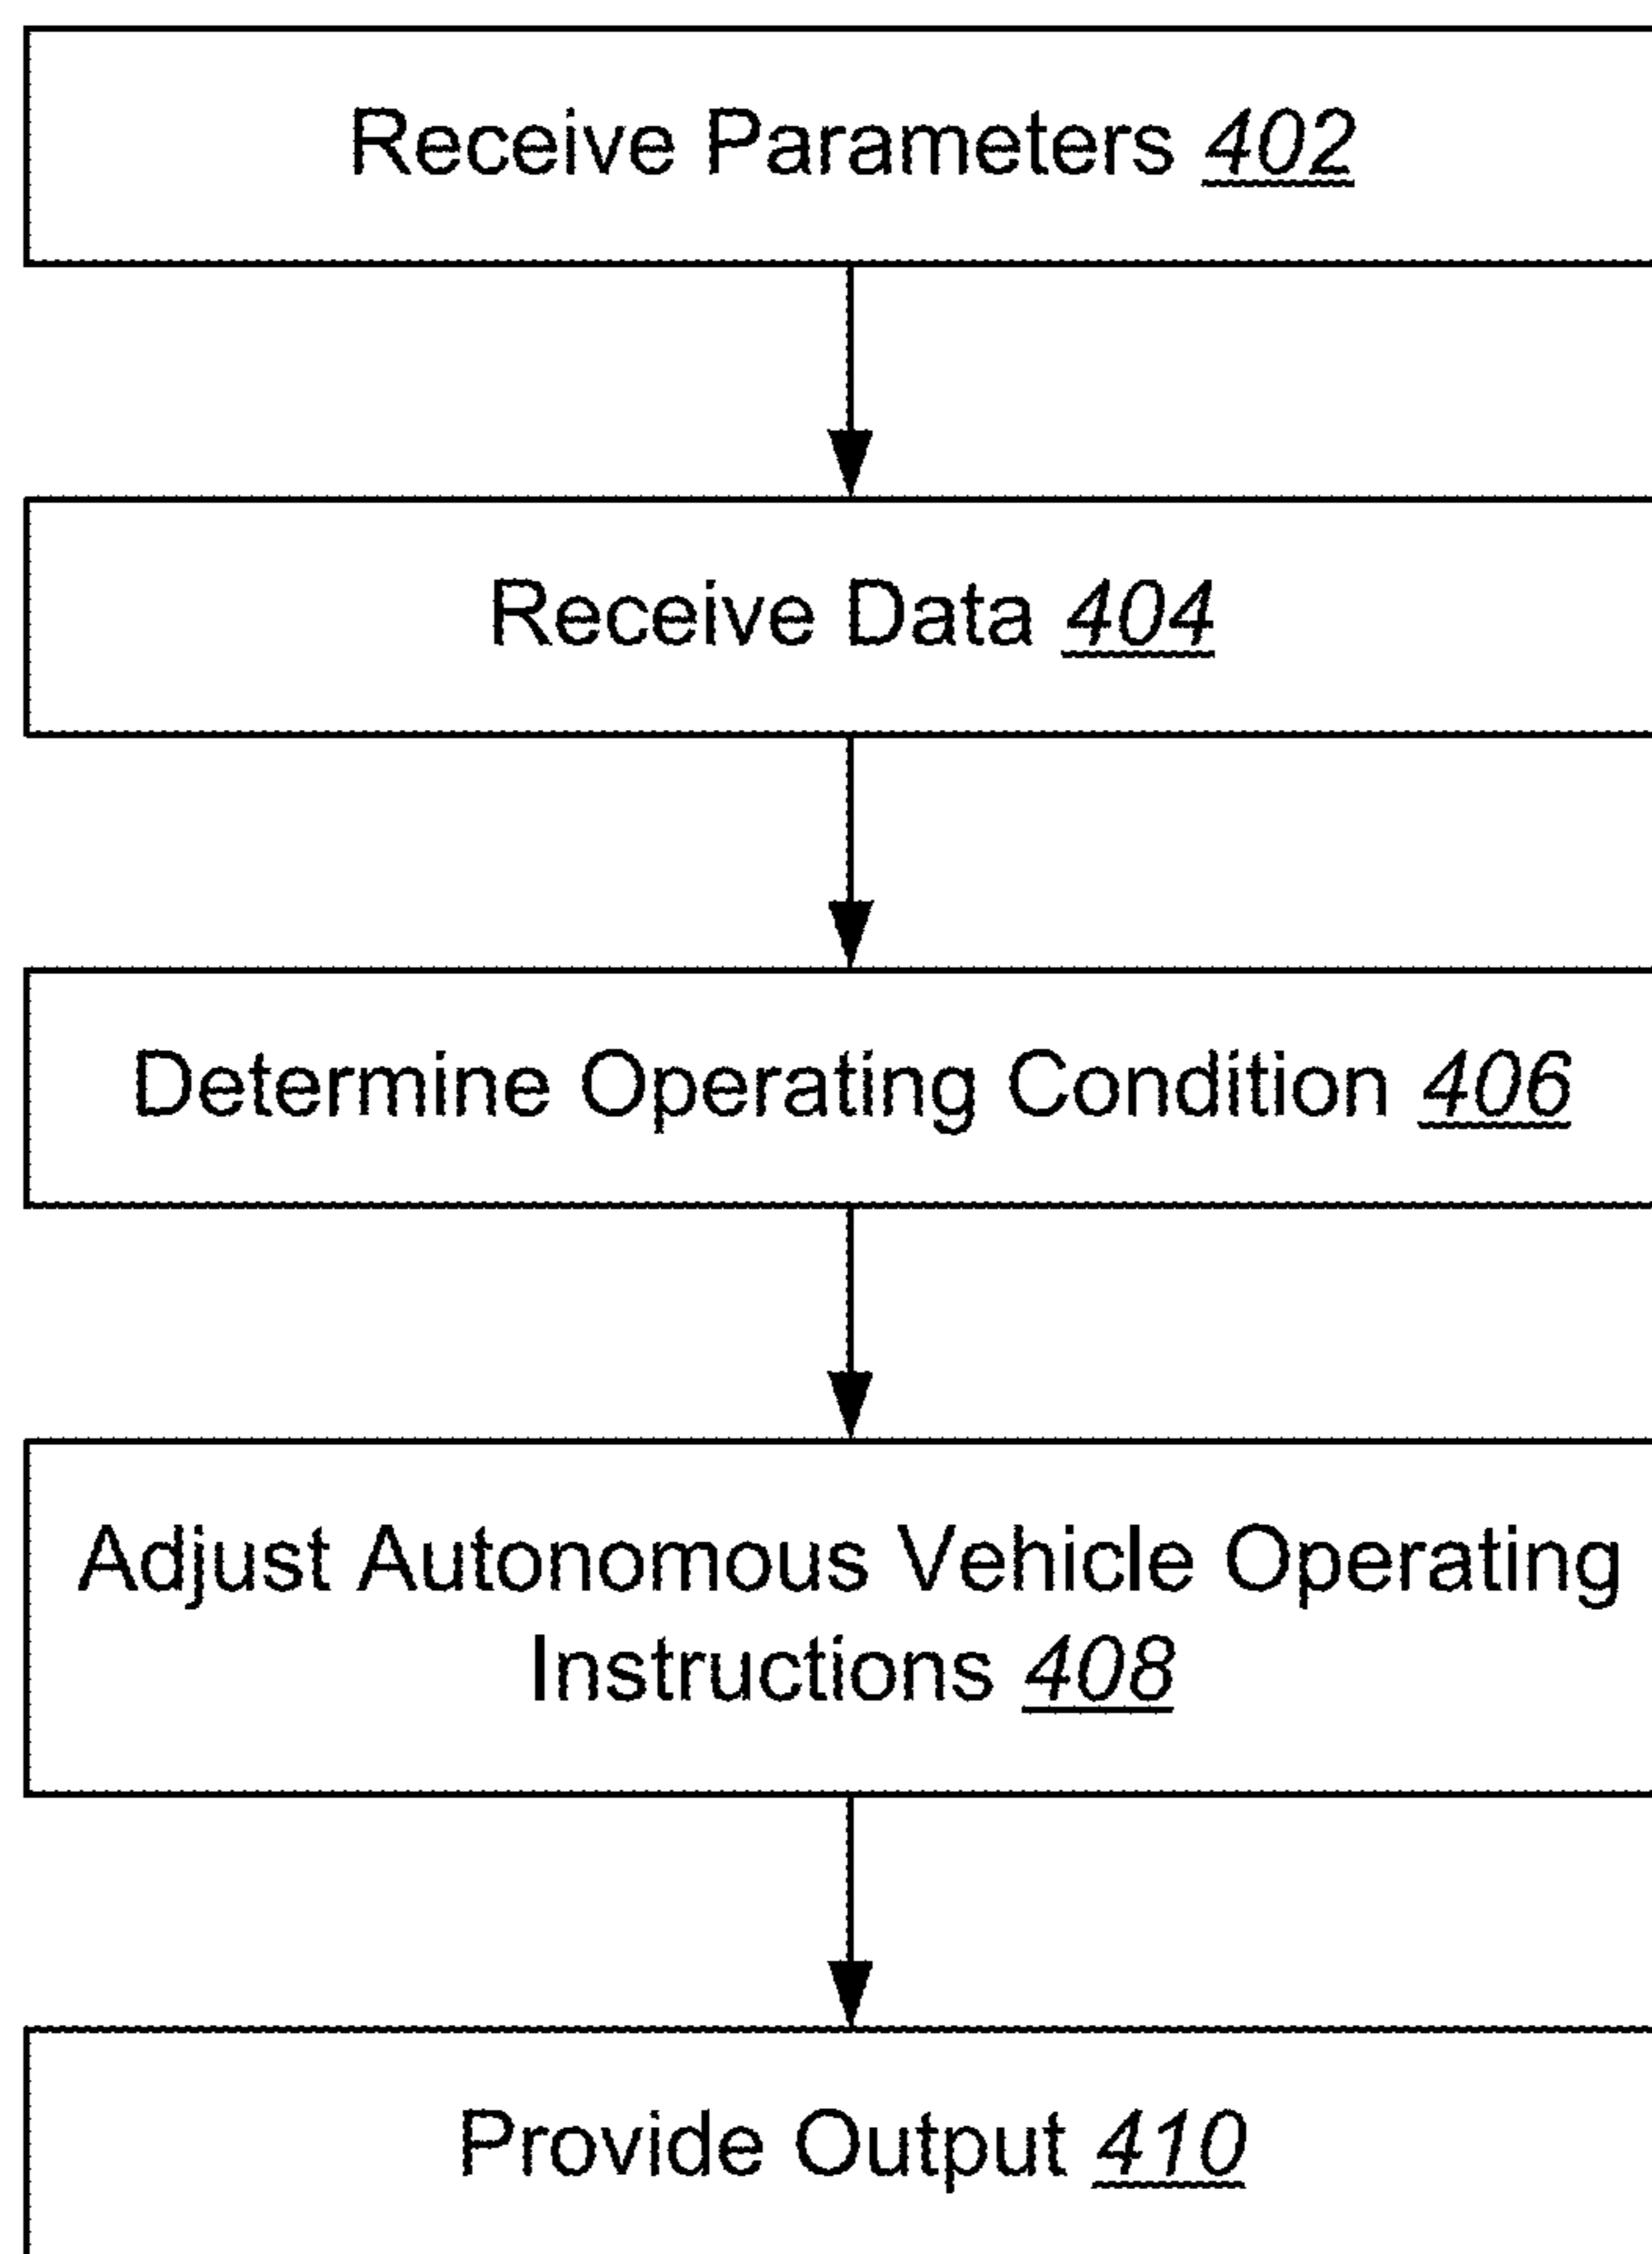 Receive Parameters 402
Receive Data 404
Determine Operating Condition 406
Adjust Autonomous Vehicle Operating
Instructions 408
Provide Output 410